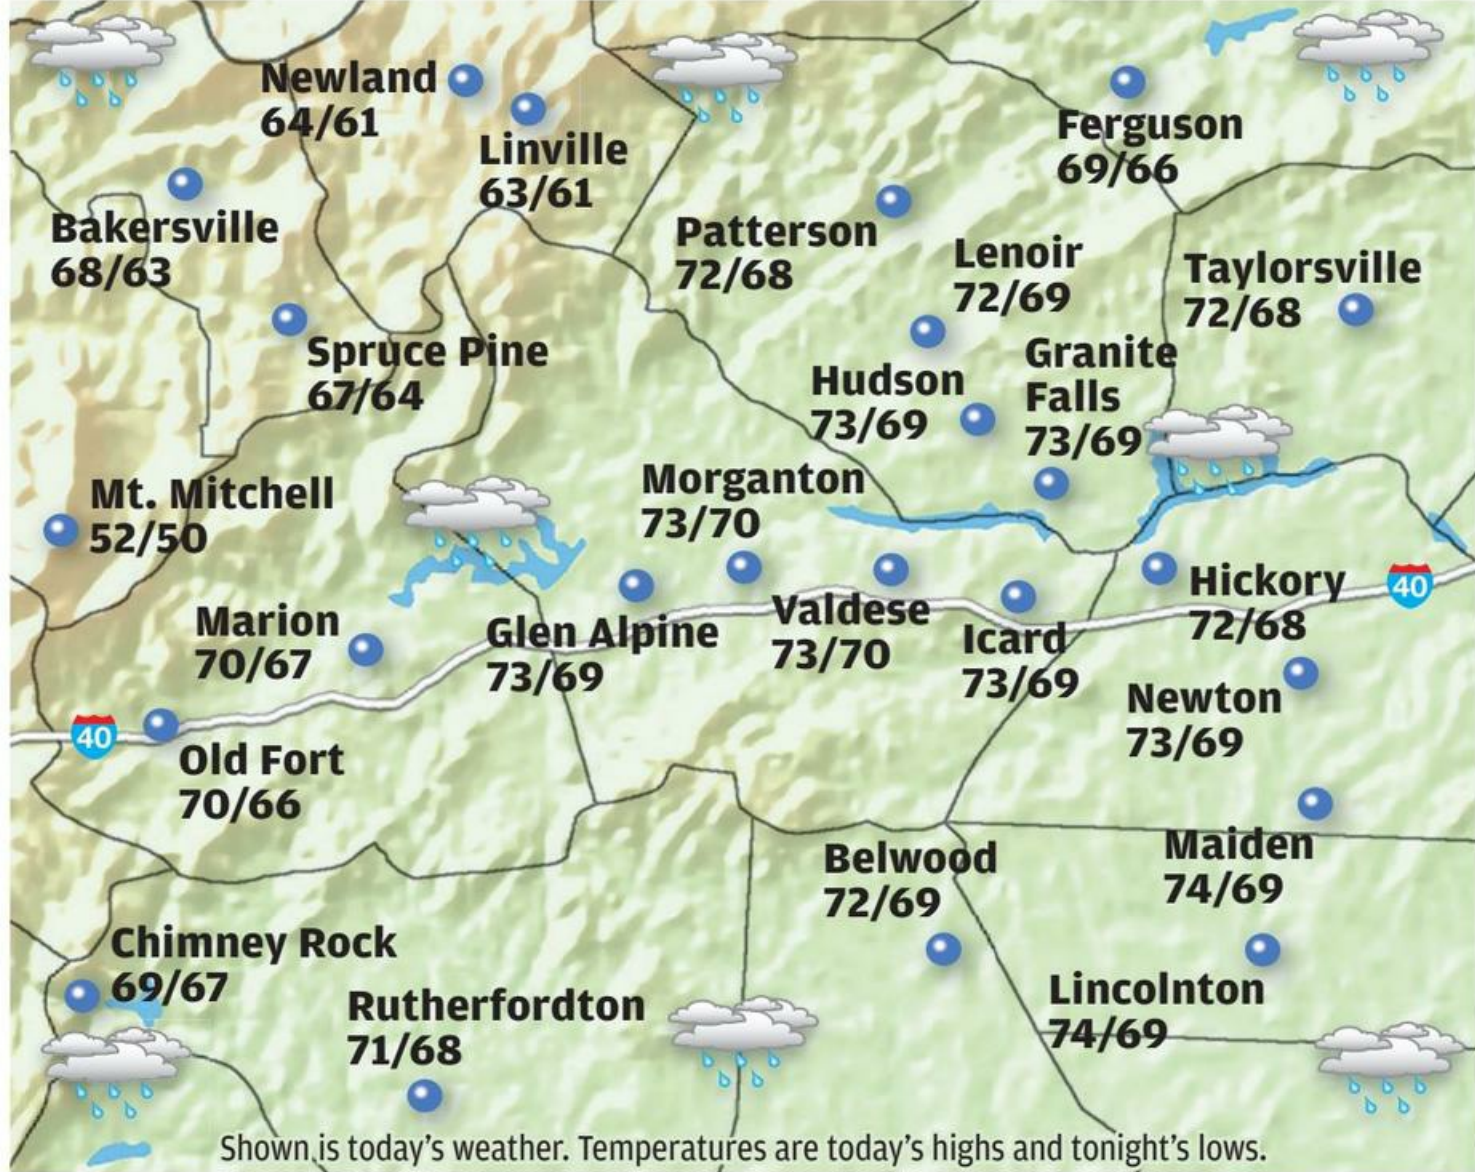 Newland
64/61
Linville
63/61
Ferguson
69/66
Bakersville
68/63
Patterson
72/68
Lenoir
72/69
Taylorsville
72/68
Spruce Pine
67/64
Hudson
73/69
Granite
Falls
73/69
Mt. Mitchell
52/50
Morganton
73/70
Marion
70/67
Glen Alpine
73/69
Valdese
73/70
Icard
73/69
Hickory
72/68
40
Newton
73/69
40
Old Fort
70/66
Belwood
72/69
Maiden
74/69
Chimney Rock
69/67
Rutherfordton
71/68
Lincolnton
74/69
Shown is today’s weather. Temperatures are today’s highs and tonight’s lows.